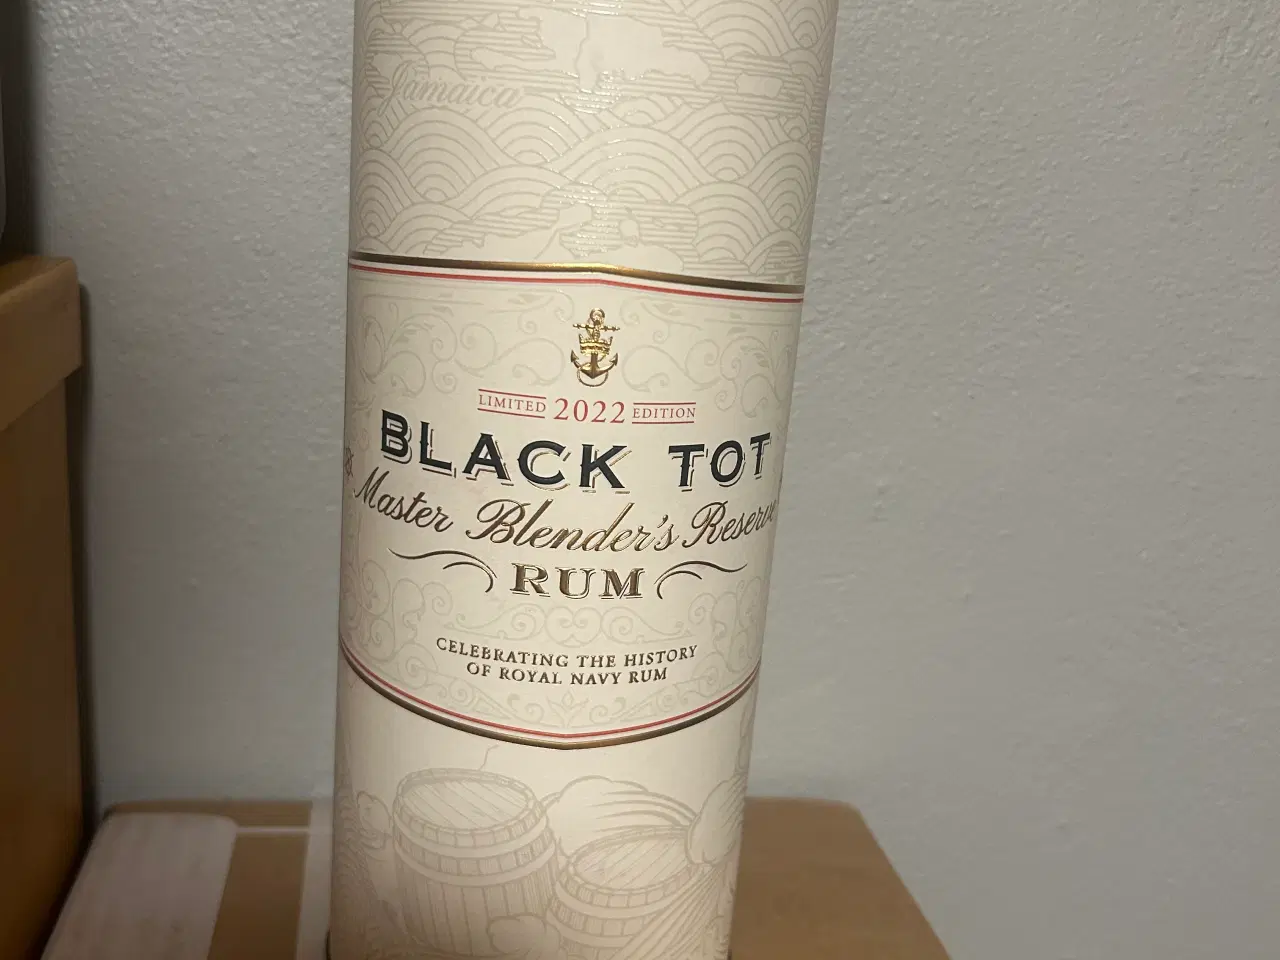 Jamaica
LIMITED 2022 EDITION
BLACK TOT
Master Blender's Reserve
RUM
CELEBRATING THE HISTORY
OF ROYAL NAVY RUM